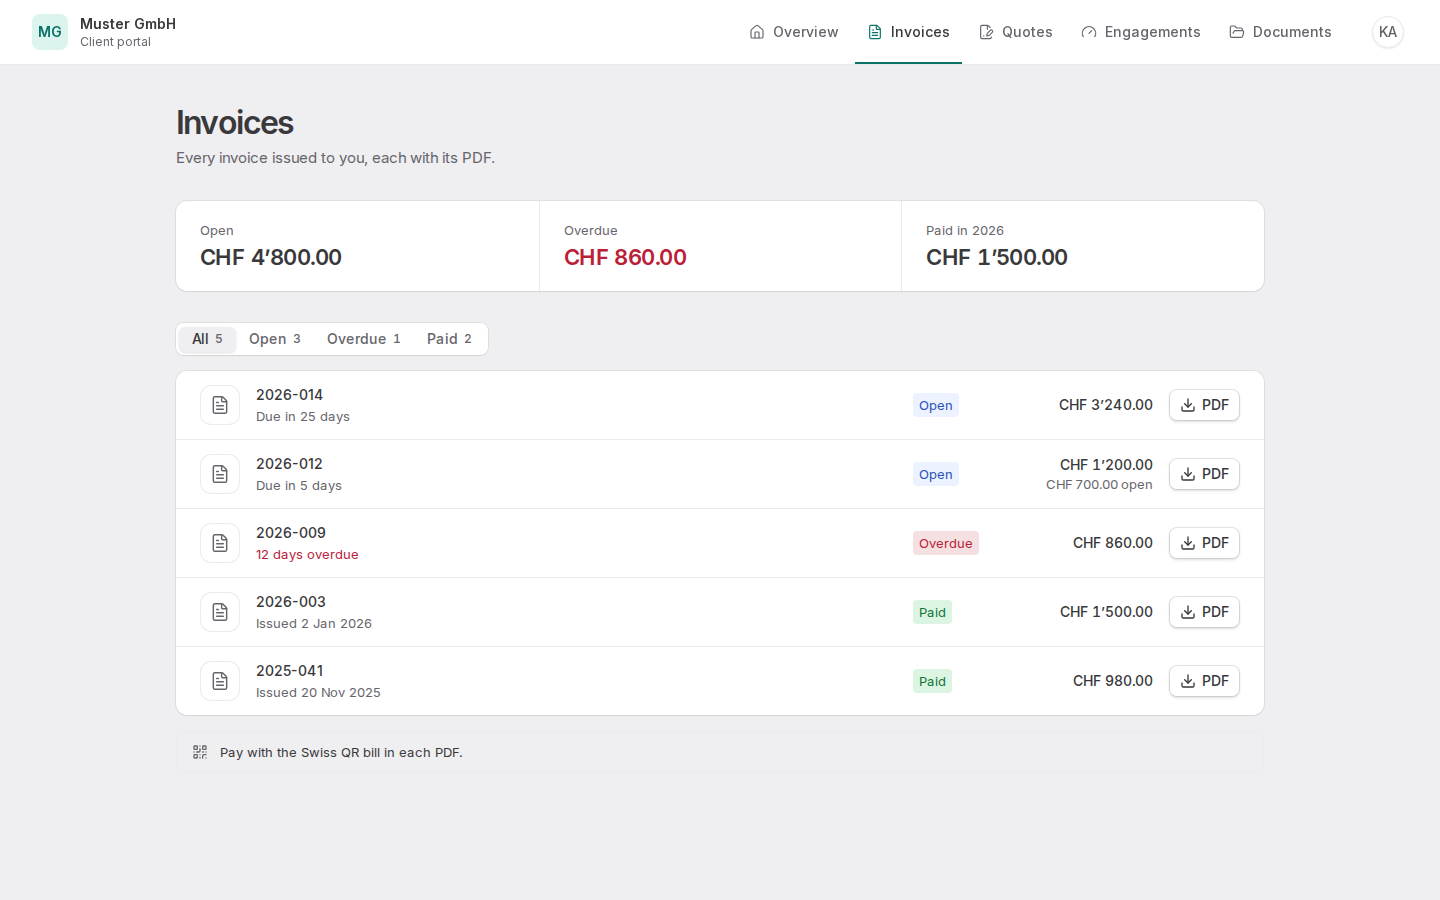 MG
Muster GmbH
Client portal
Overview
Invoices
Quotes
Engagements
Documents
KA
Invoices
Every invoice issued to you, each with its PDF.
Open
CHF 4’800.00
Overdue
CHF 860.00
Paid in 2026
CHF 1’500.00
All 5
Open 3
Overdue 1
Paid 2
2026-014
Due in 25 days
Open
CHF 3’240.00
PDF
2026-012
Due in 5 days
Open
CHF 1’200.00
CHF 700.00 open
PDF
2026-009
12 days overdue
Overdue
CHF 860.00
PDF
2026-003
Issued 2 Jan 2026
Paid
CHF 1’500.00
PDF
2025-041
Issued 20 Nov 2025
Paid
CHF 980.00
PDF
Pay with the Swiss QR bill in each PDF.